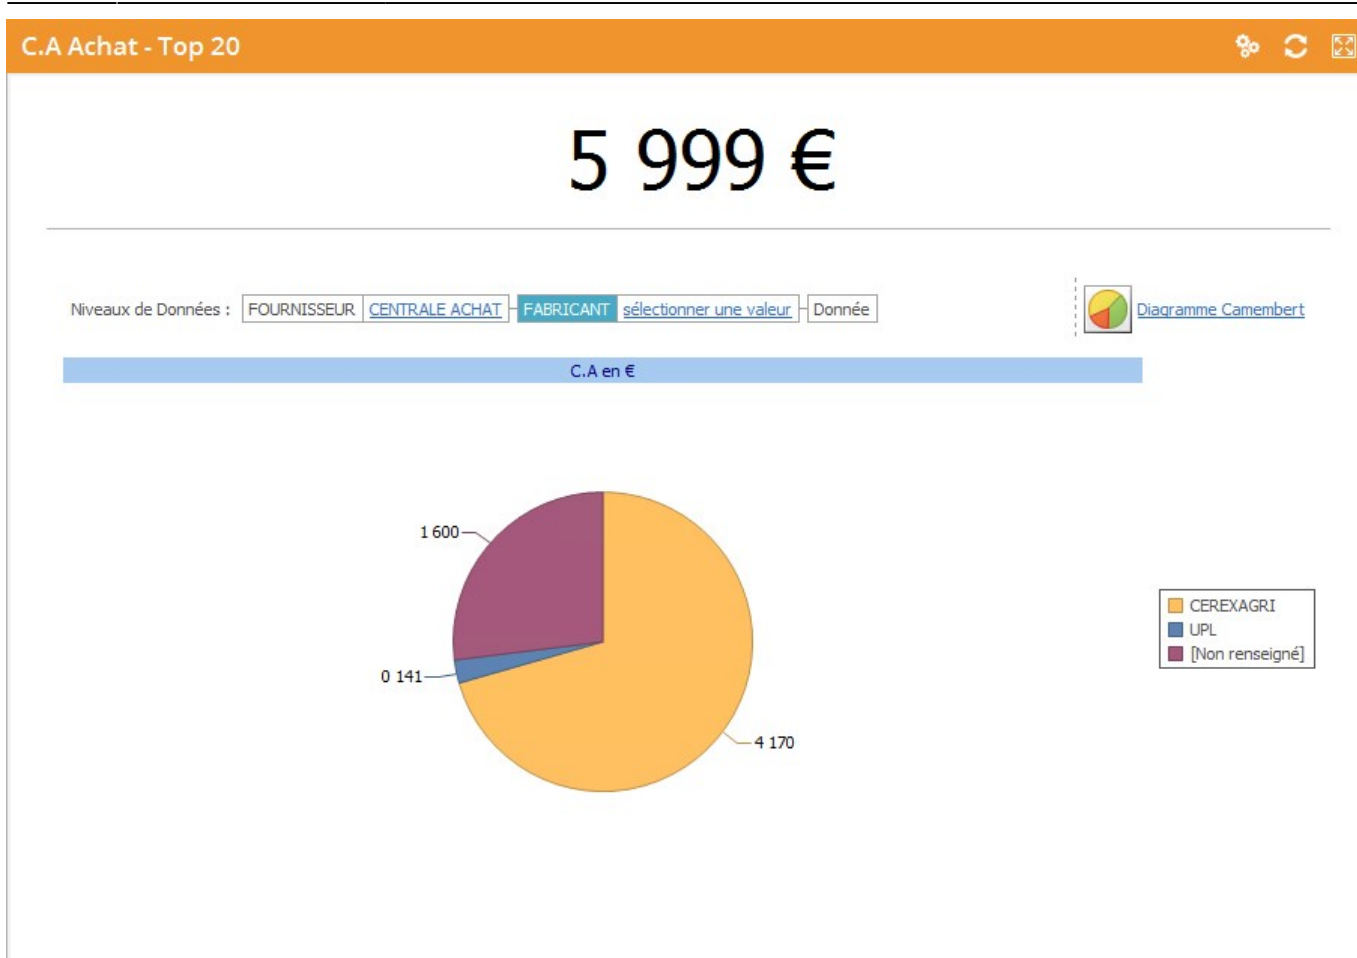 C.A Achat - Top 20
5 999 €
Niveaux de Données : FOURNISSEUR CENTRALE ACHAT FABRICANT sélectionner une valeur Donnée Diagramme Camembert
C.A en €
1 600
0 141
4 170
CEREXAGRI
UPL
[Non renseigné]